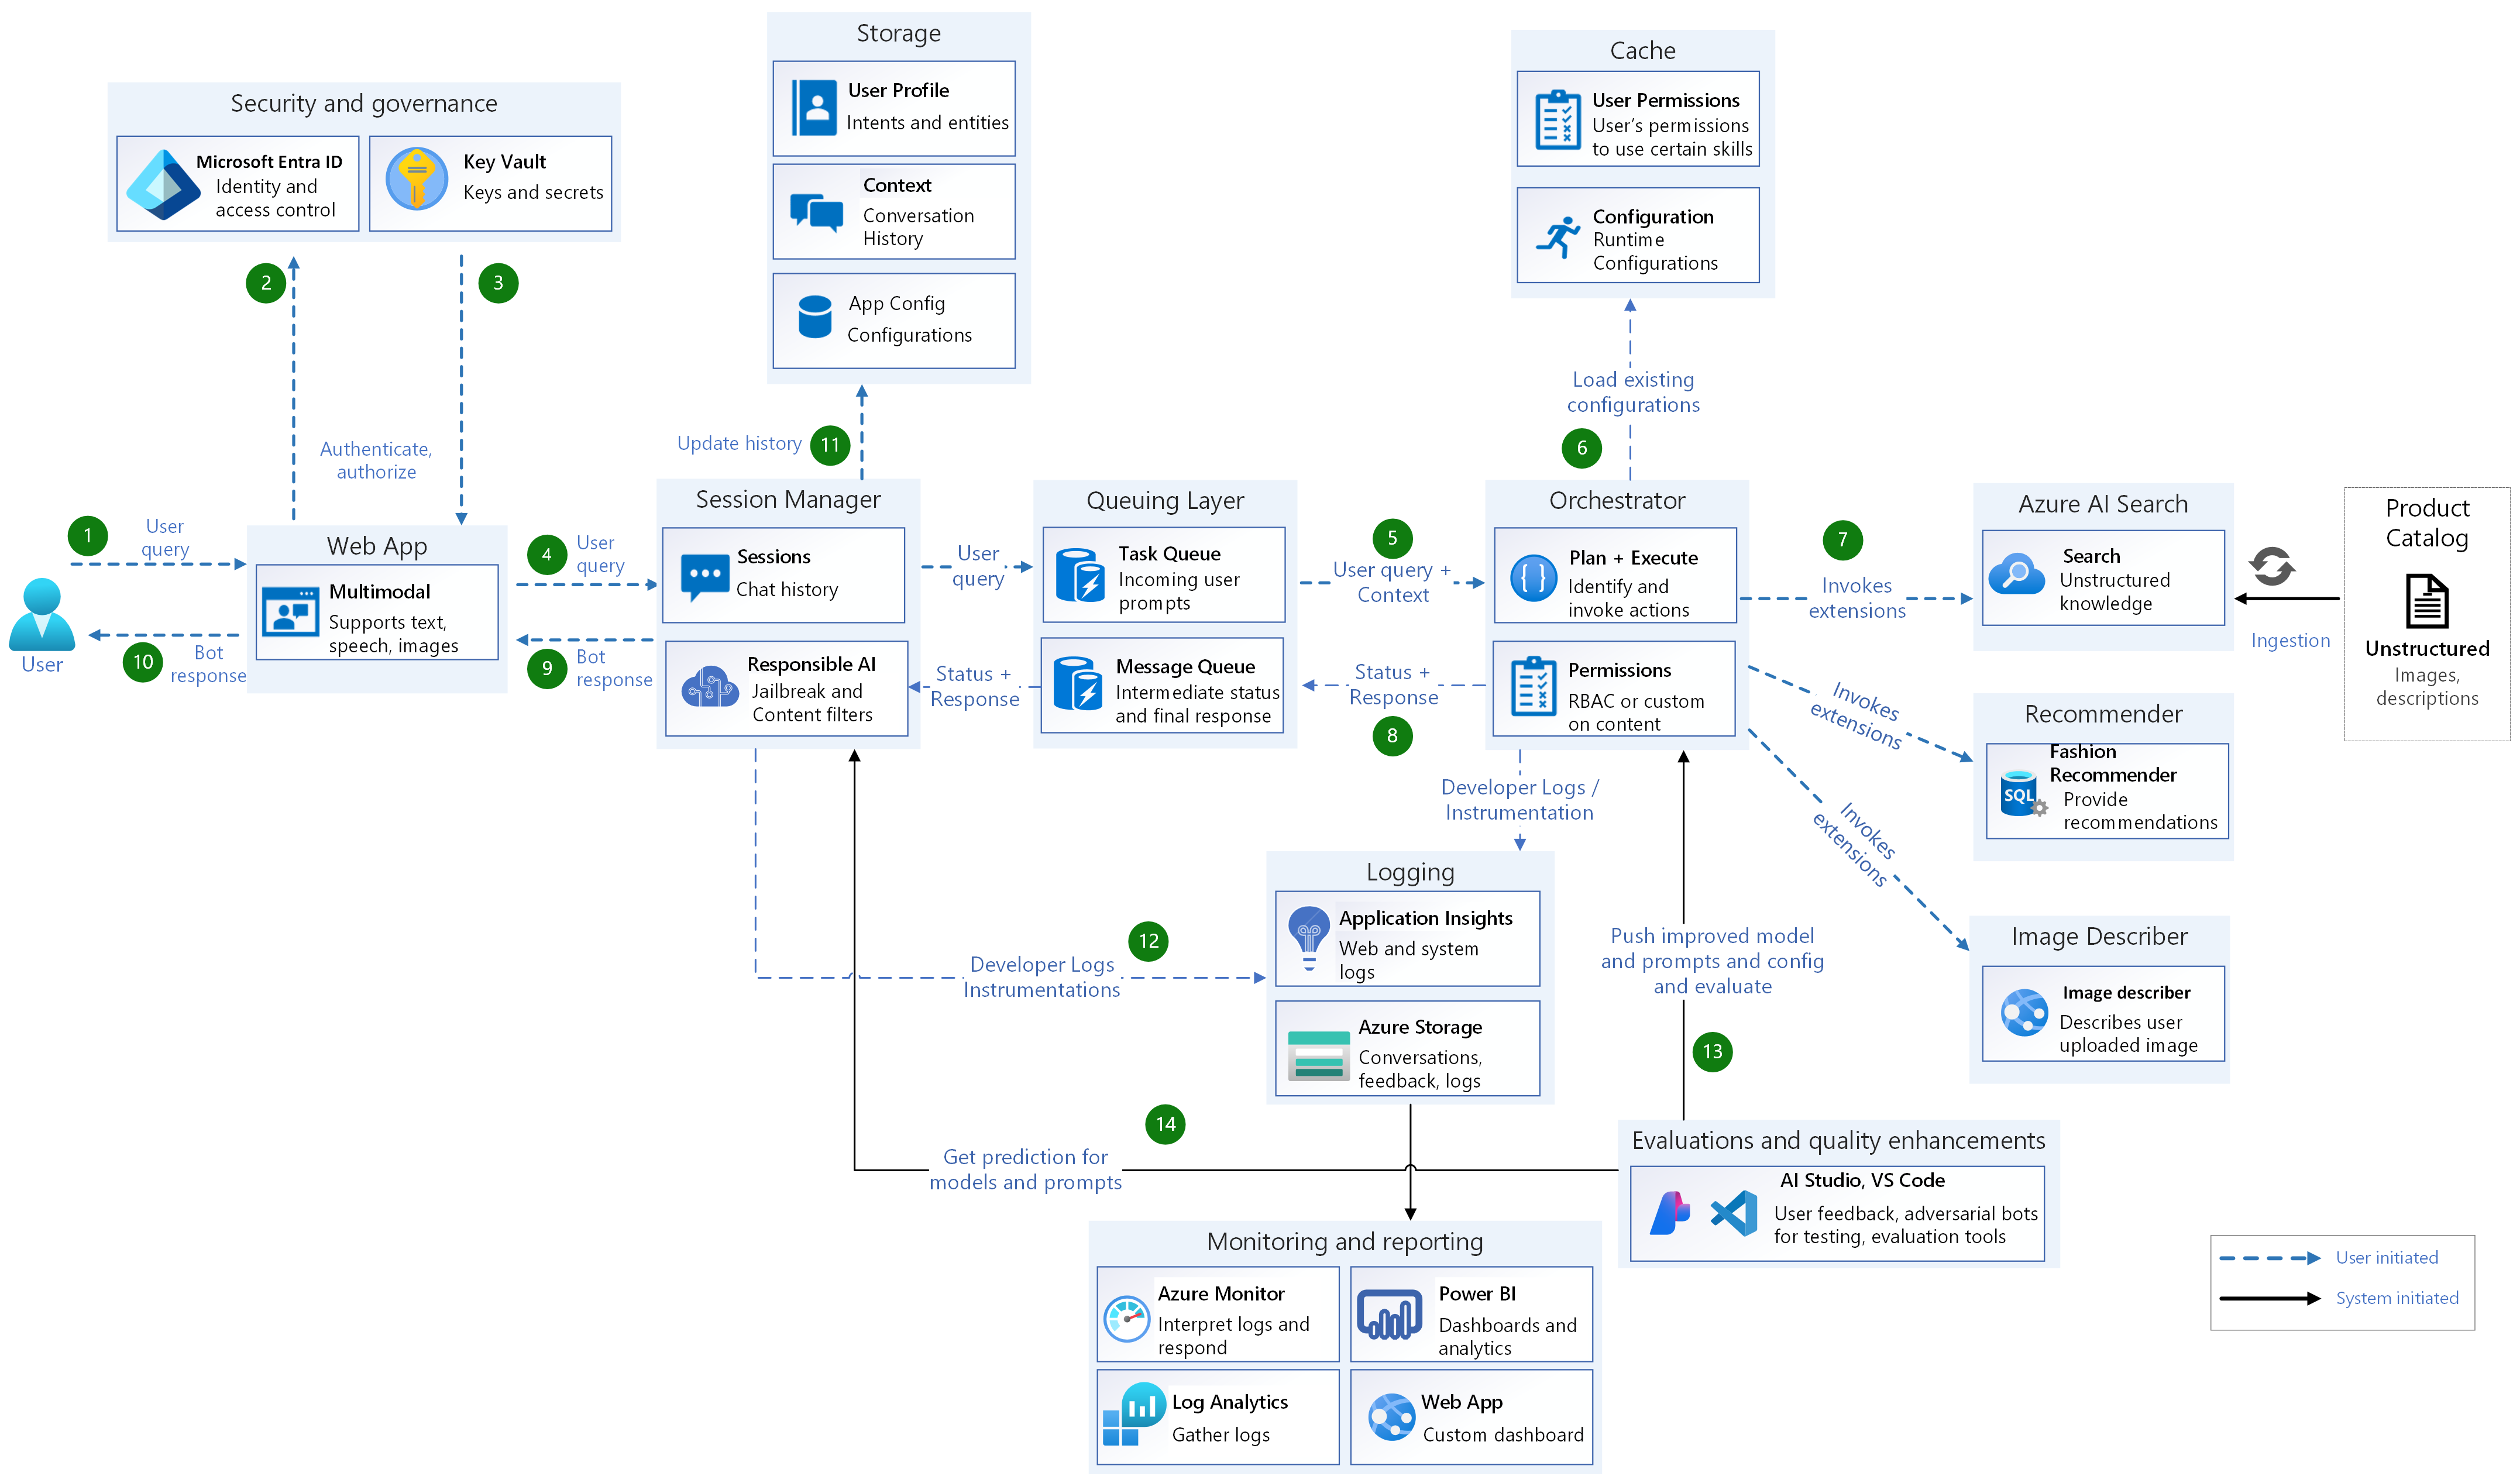 Storage
User Profile
Intents and entities
Context
Conversation
History
App Config
Configurations
Cache
User Permissions
User’s permissions
to use certain skills
Configuration
Runtime
Configurations
Security and governance
Microsoft Entra ID
Identity and
access control
Key Vault
Keys and secrets
2
3
Authenticate,
authorize
Update history
11
Load existing
configurations
6
1
User
query
User
10
Bot
response
Web App
Multimodal
Supports text,
speech, images
4
User
query
9
Bot
response
Session Manager
Sessions
Chat history
Responsible AI
Jailbreak and
Content filters
User
query
Status +
Response
Queuing Layer
Task Queue
Incoming user
prompts
Message Queue
Intermediate status
and final response
5
User query +
Context
Status +
Response
8
Orchestrator
Plan + Execute
Identify and
invoke actions
Permissions
RBAC or custom
on content
7
Invokes
extensions
Invokes
extensions
Invokes
extensions
Azure AI Search
Search
Unstructured
knowledge
Ingestion
Product
Catalog
Unstructured
Images,
descriptions
Recommender
Fashion
Recommender
SQL
Provide
recommendations
Image Describer
Image describer
Describes user
uploaded image
Developer Logs /
Instrumentation
Logging
Application Insights
Web and system
logs
Azure Storage
Conversations,
feedback, logs
12
Developer Logs
Instrumentations
Push improved model
and prompts and config
and evaluate
13
14
Get prediction for
models and prompts
Evaluations and quality enhancements
AI Studio, VS Code
User feedback, adversarial bots
for testing, evaluation tools
Monitoring and reporting
Azure Monitor
Interpret logs and
respond
Power BI
Dashboards and
analytics
Log Analytics
Gather logs
Web App
Custom dashboard
User initiated
System initiated